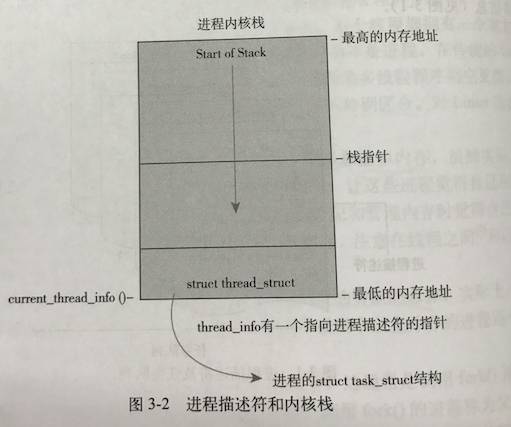 进程内核栈
最高的内存地址
Start of Stack
栈指针
struct thread_struct
current_thread_info ()
最低的内存地址
thread_info有一个指向进程描述符的指针
进程的struct task_struct结构
图 3-2 进程描述符和内核栈